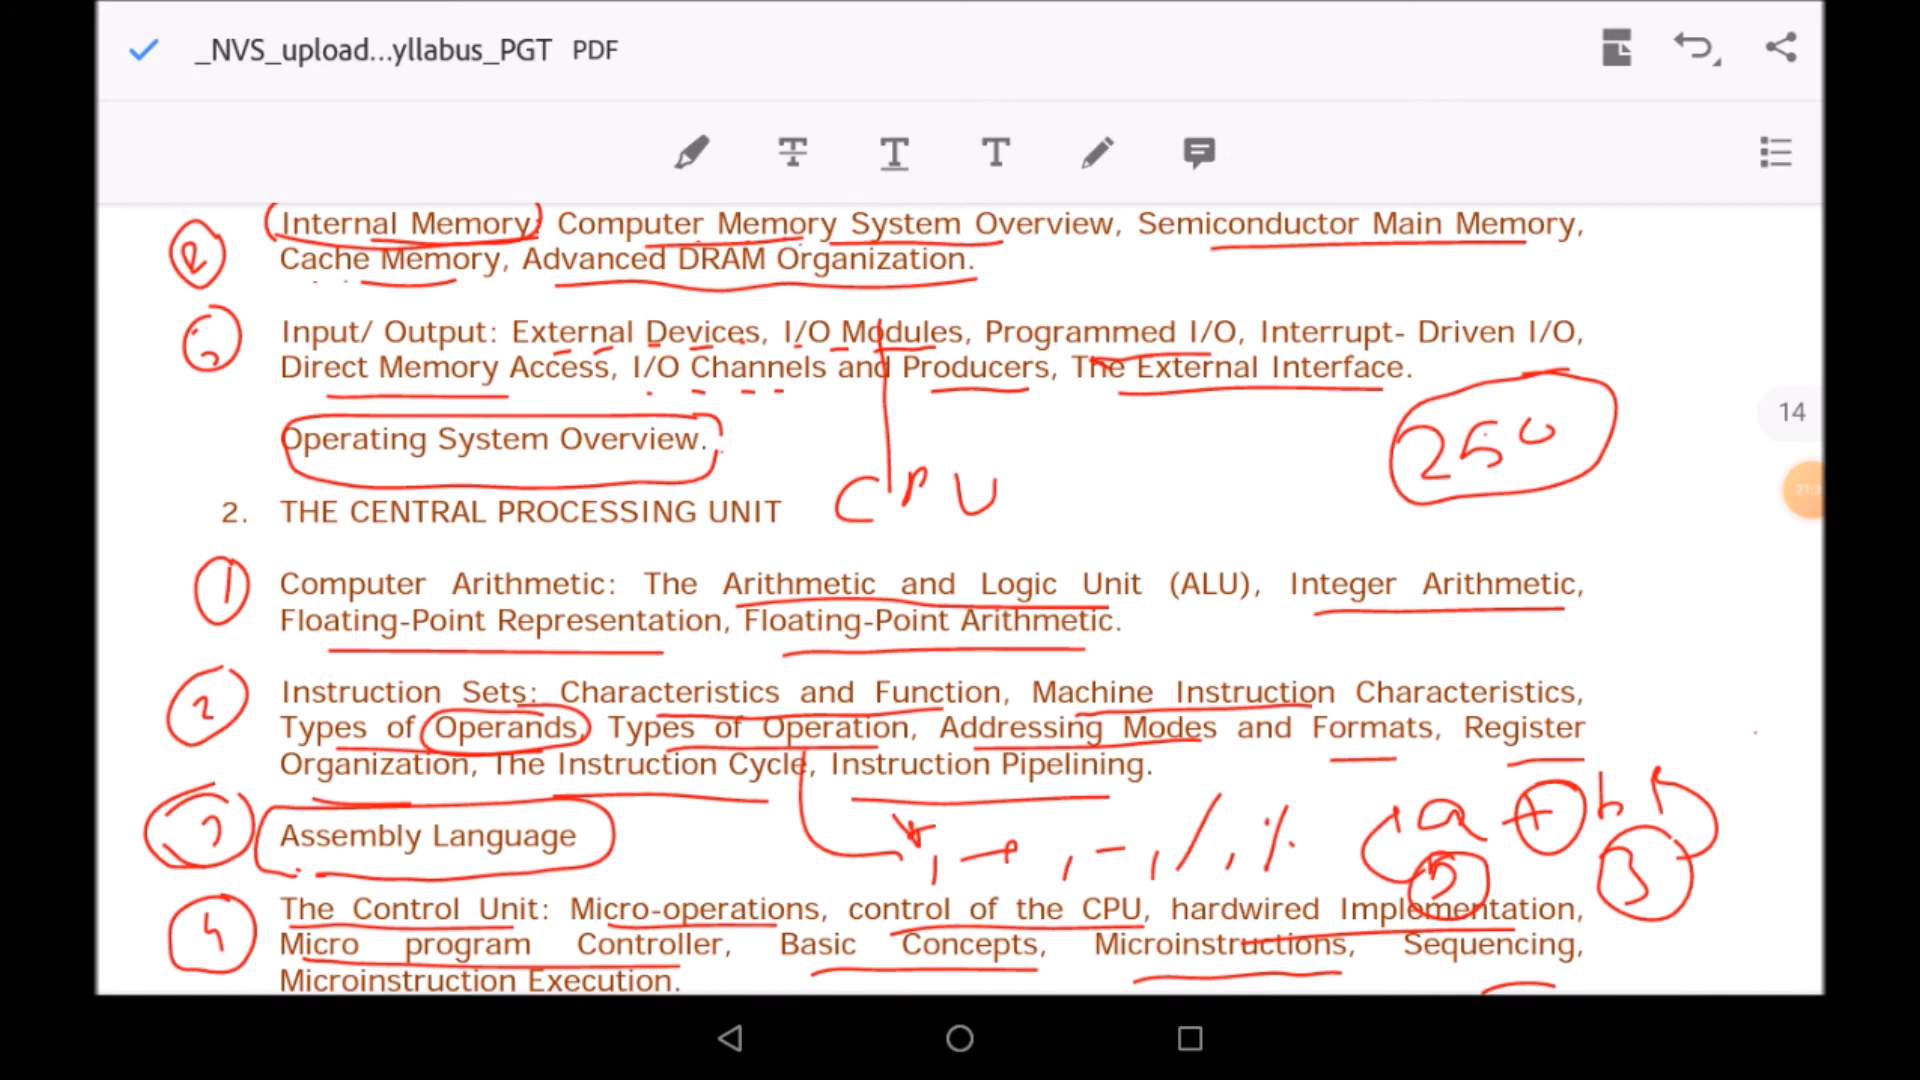 _NVS_upload...yllabus_PGT PDF
② Internal Memory: Computer Memory System Overview, Semiconductor Main Memory,
Cache Memory, Advanced DRAM Organization.
Input/ Output: External Devices, I/O Modules, Programmed I/O, Interrupt- Driven I/O,
Direct Memory Access, I/O Channels and Producers, The External Interface.
14
Operating System Overview.
250
2. THE CENTRAL PROCESSING UNIT
CPU
1 Computer Arithmetic: The Arithmetic and Logic Unit (ALU), Integer Arithmetic,
Floating-Point Representation, Floating-Point Arithmetic.
2 Instruction Sets: Characteristics and Function, Machine Instruction Characteristics,
Types of Operands, Types of Operation, Addressing Modes and Formats, Register
Organization, The Instruction Cycle, Instruction Pipelining.
a + b
Assembly Language
5 3
The Control Unit: Micro-operations, control of the CPU, hardwired Implementation,
Micro program Controller, Basic Concepts, Microinstructions, Sequencing,
Microinstruction Execution.